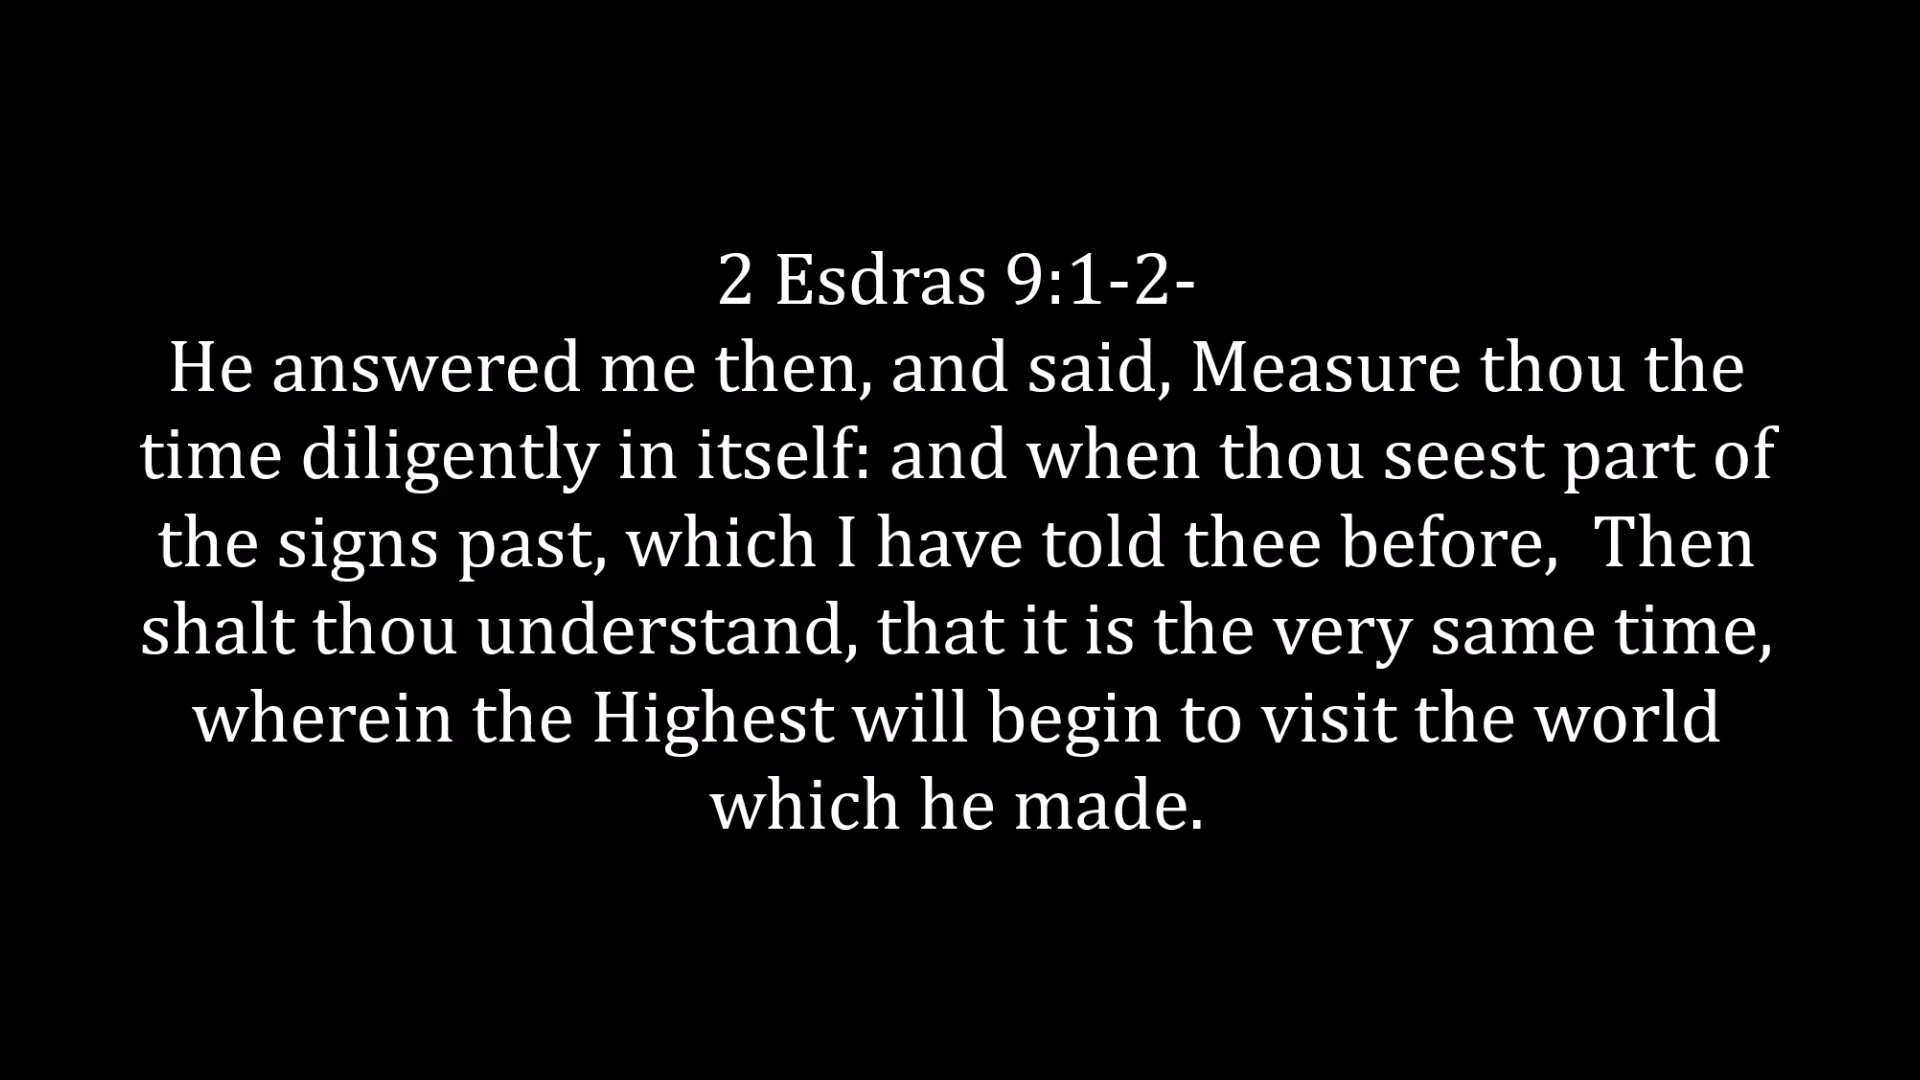 2 Esdras 9:1-2-
He answered me then, and said, Measure thou the
time diligently in itself: and when thou seest part of
the signs past, which I have told thee before,  Then
shalt thou understand, that it is the very same time,
wherein the Highest will begin to visit the world
which he made.